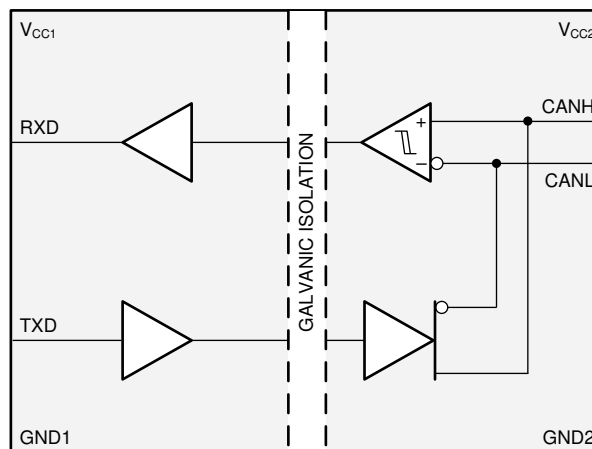 VCC1
VCC2
RXD
+
CANH
−
CANL
GALVANIC ISOLATION
TXD
GND1
GND2